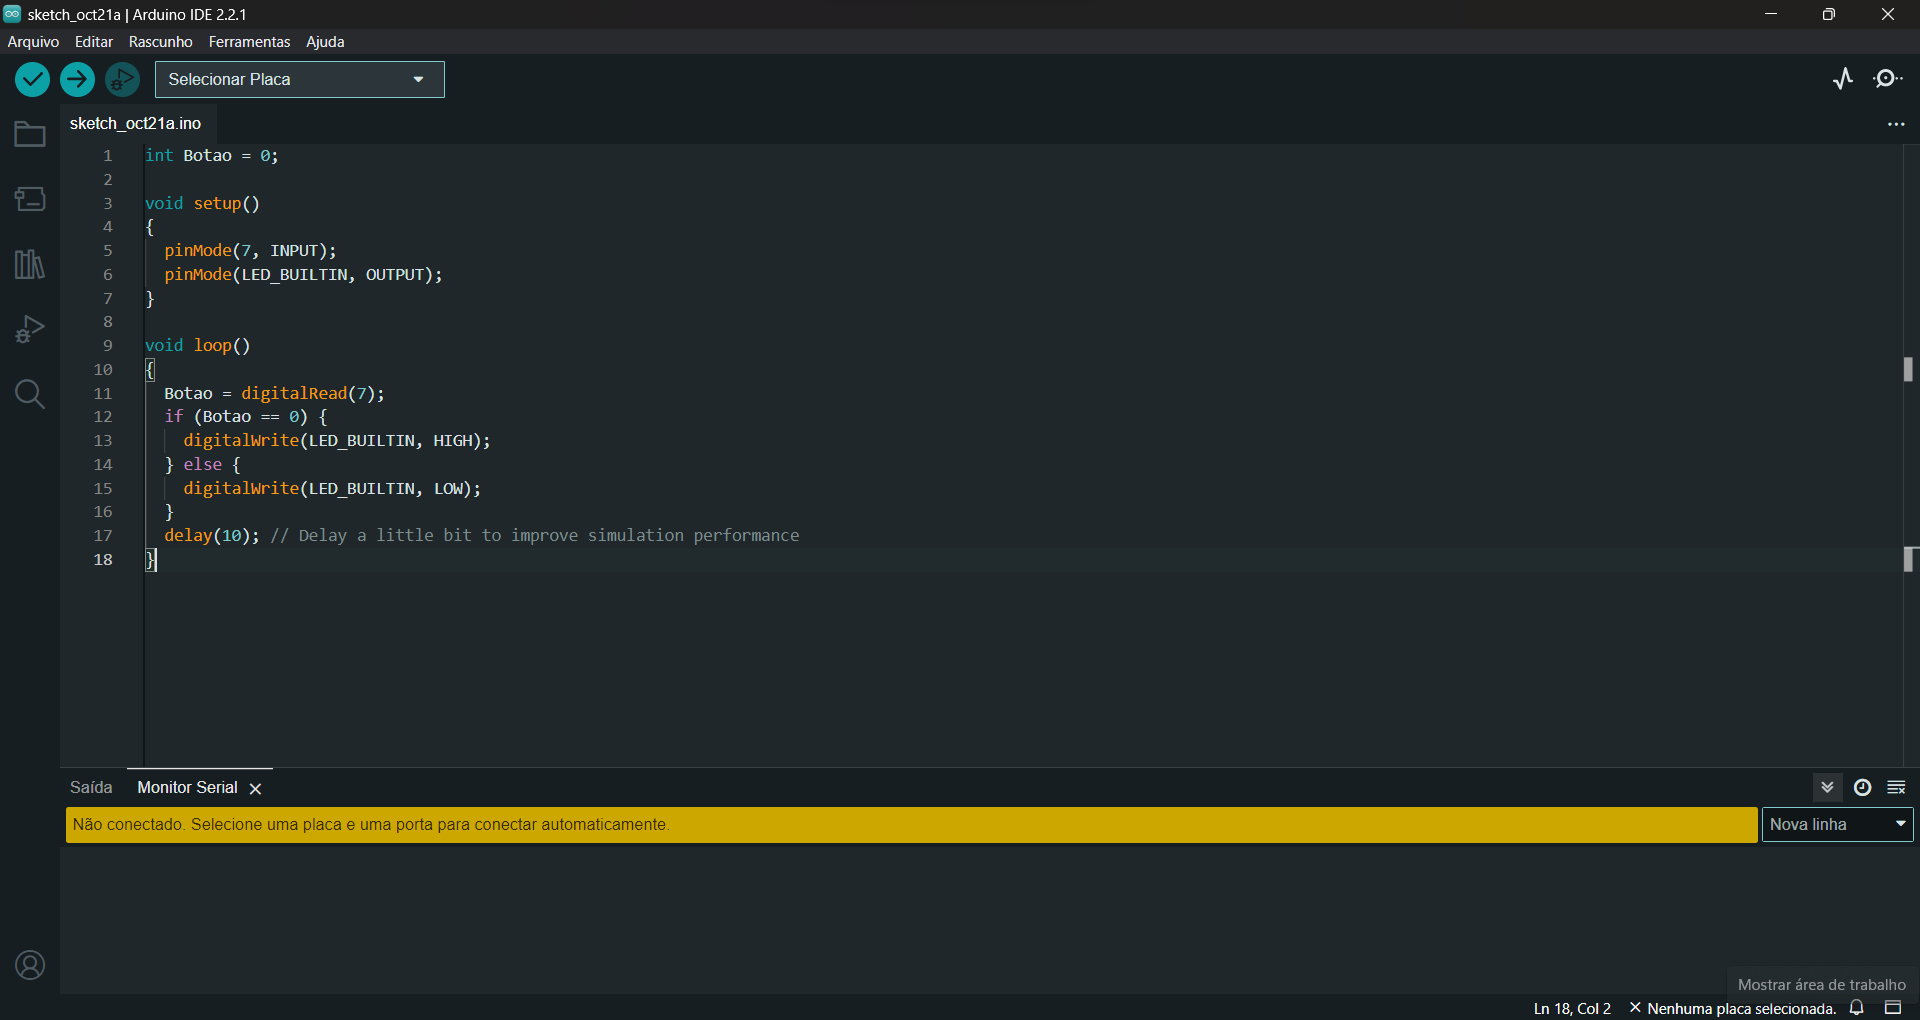 sketch_oct21a | Arduino IDE 2.2.1
Arquivo Editar Rascunho Ferramentas Ajuda
Selecionar Placa
sketch_oct21a.ino
1 int Botao = 0;
2
3 void setup()
4 {
5 pinMode(7, INPUT);
6 pinMode(LED_BUILTIN, OUTPUT);
7 }
8
9 void loop()
10 {
11 Botao = digitalRead(7);
12 if (Botao == 0) {
13 digitalWrite(LED_BUILTIN, HIGH);
14 } else {
15 digitalWrite(LED_BUILTIN, LOW);
16 }
17 delay(10); // Delay a little bit to improve simulation performance
18 }
Saída Monitor Serial
Não conectado. Selecione uma placa e uma porta para conectar automaticamente.
Nova linha
Mostrar área de trabalho
Ln 18, Col 2 Nenhuma placa selecionada.